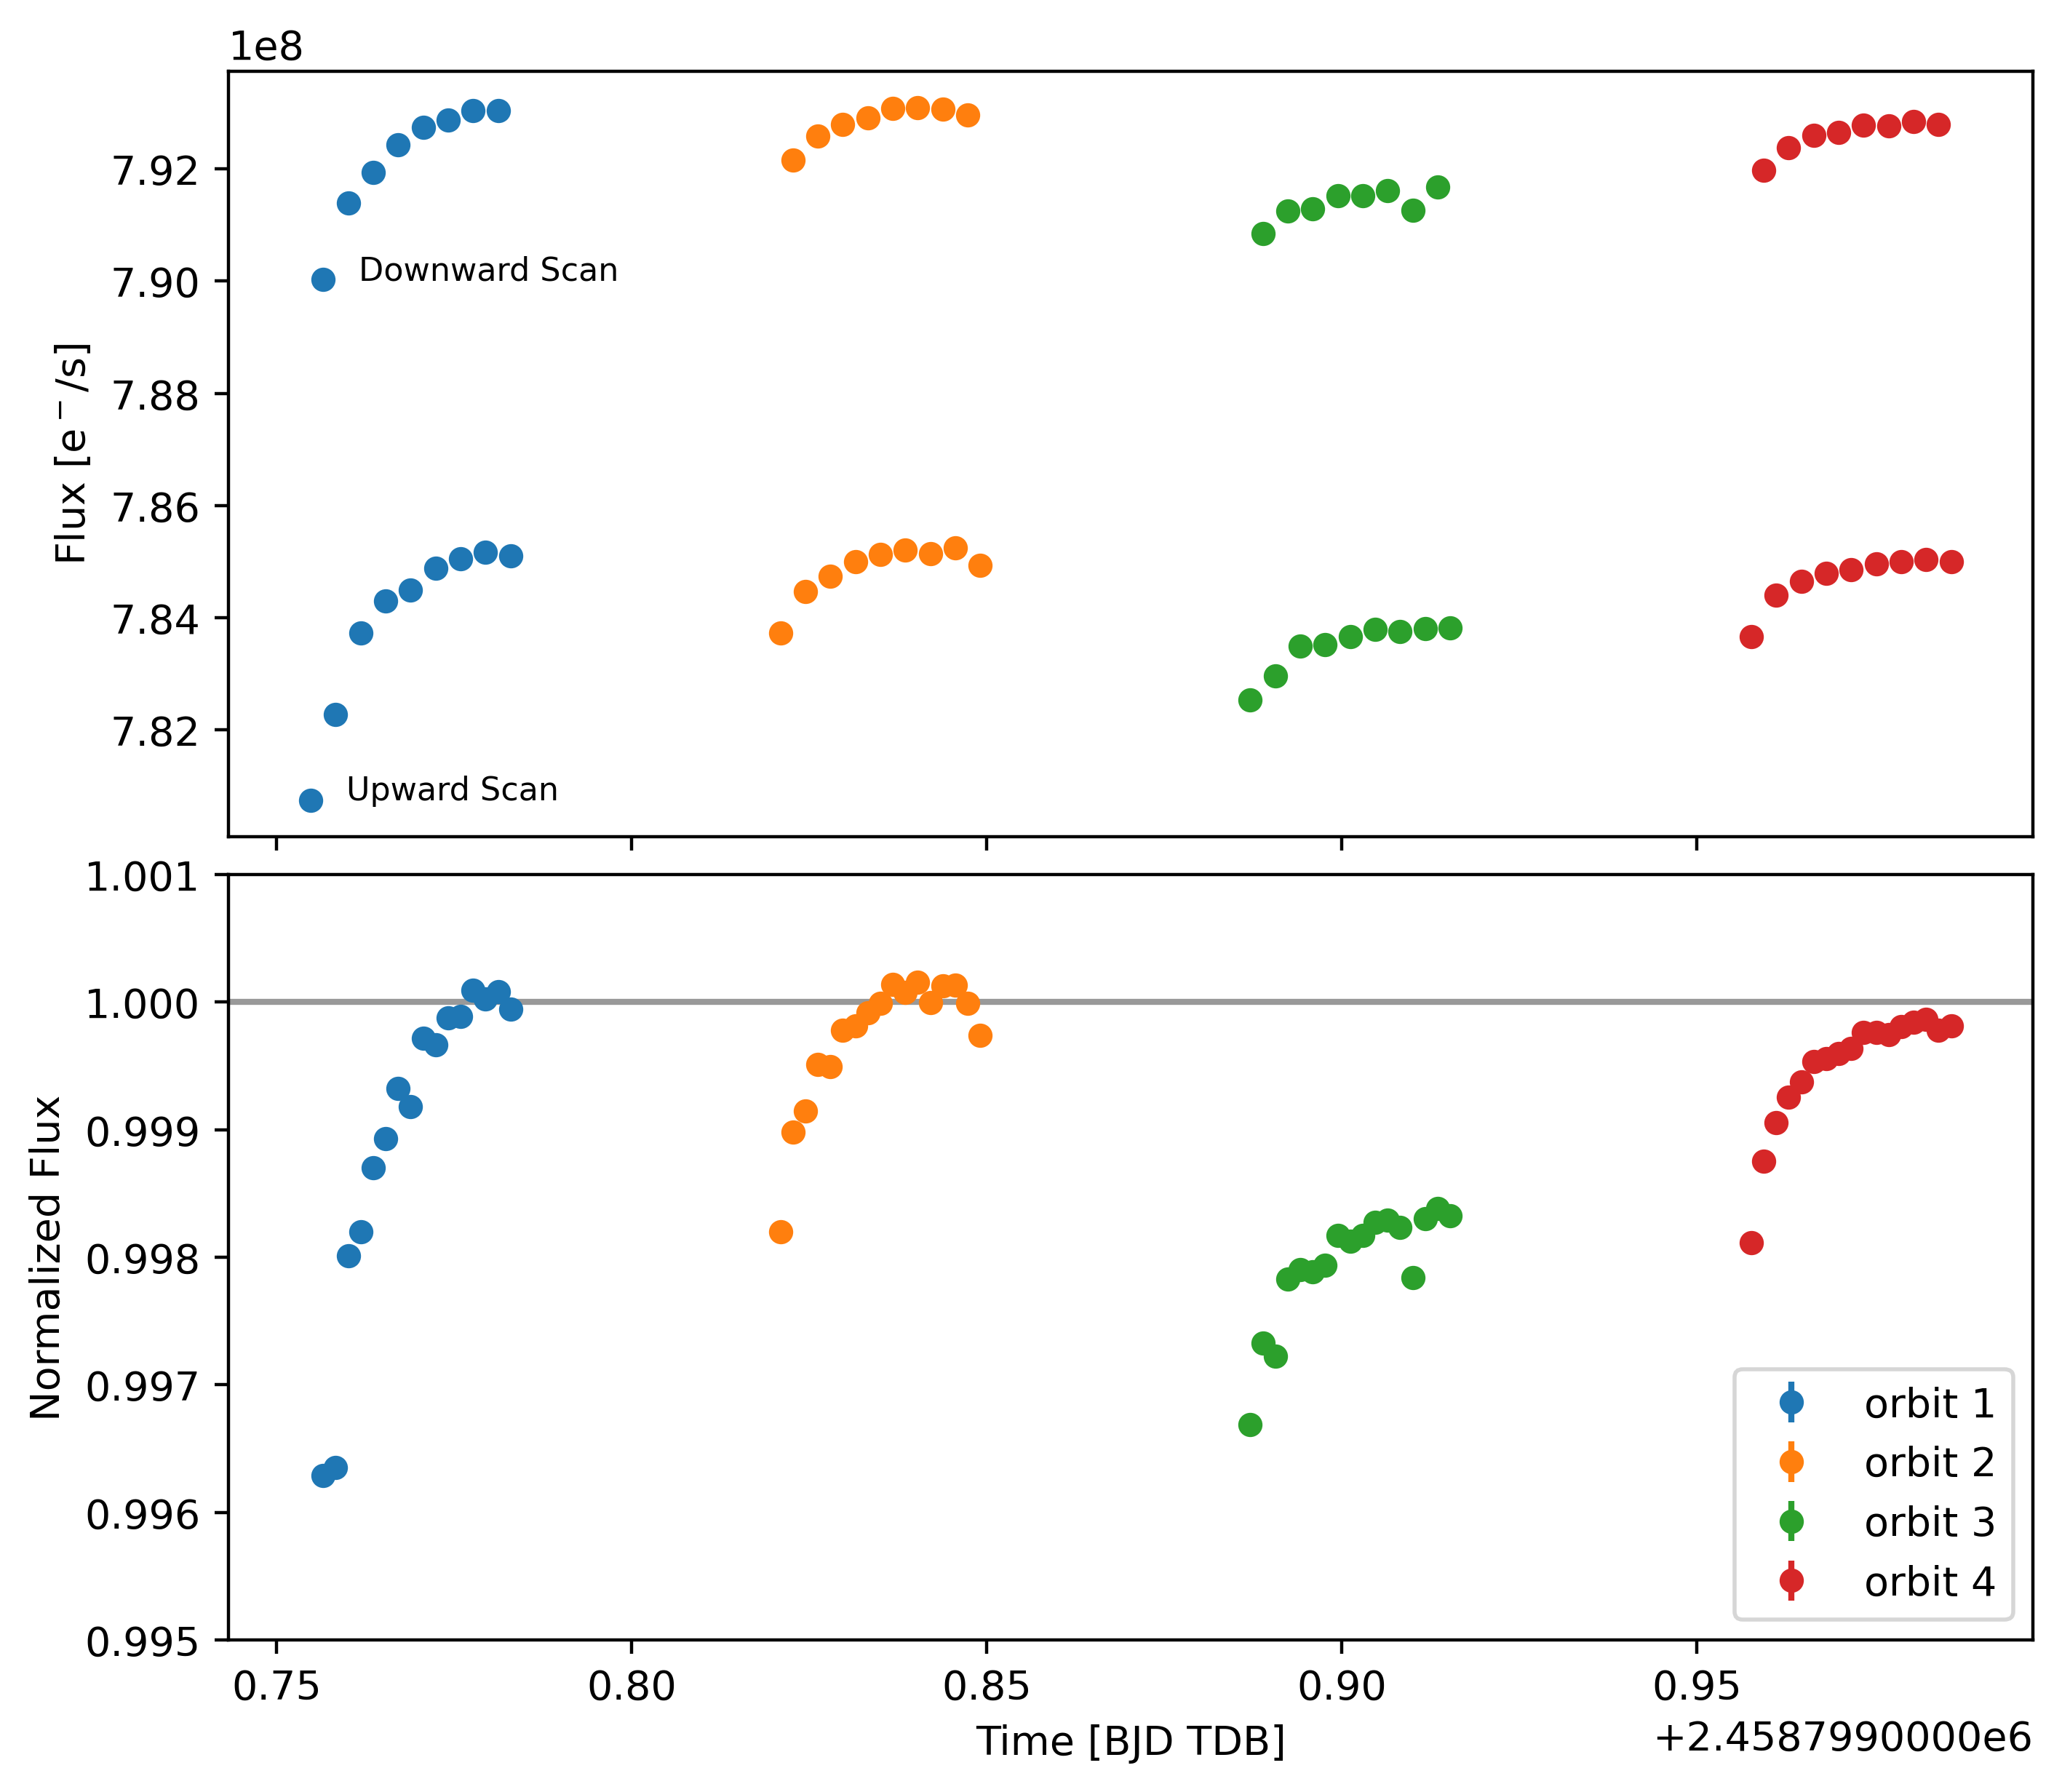 1e8
7.92
7.90
7.88
7.86
7.84
7.82
Flux [e⁻/s]
Downward Scan
Upward Scan
1.001
1.000
0.999
0.998
0.997
0.996
0.995
Normalized Flux
orbit 1
orbit 2
orbit 3
orbit 4
0.75 0.80 0.85 0.90 0.95
Time [BJD TDB]
+2.4587990000e6